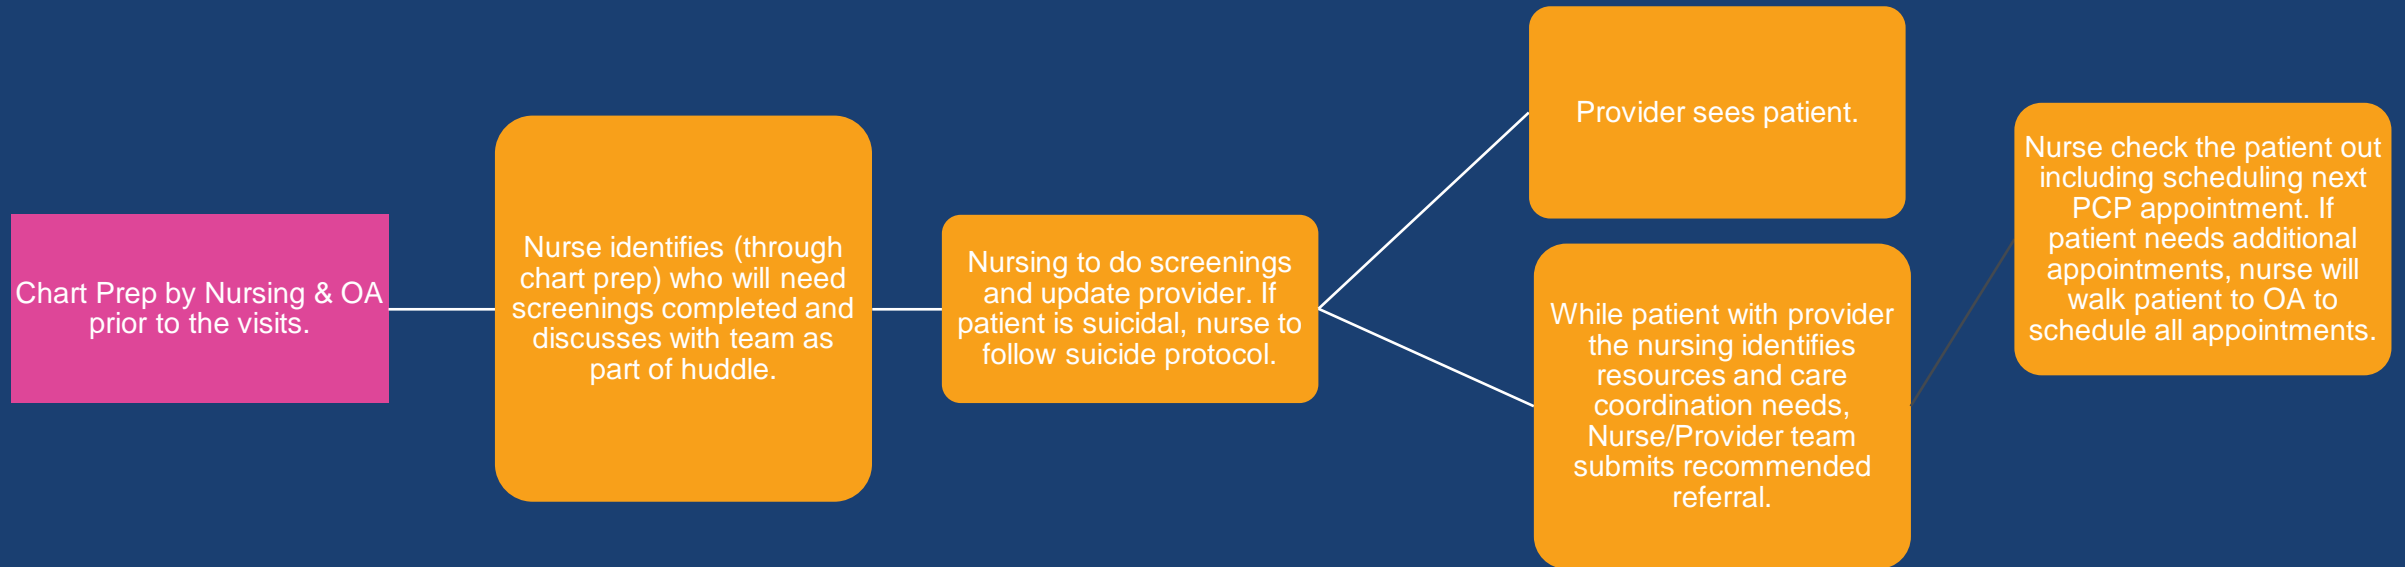 Chart Prep by Nursing & OA
prior to the visits.
Nurse identifies (through
chart prep) who will need
screenings completed and
discusses with team as
part of huddle.
Nursing to do screenings
and update provider. If
patient is suicidal, nurse to
follow suicide protocol.
Provider sees patient.
While patient with provider
the nursing identifies
resources and care
coordination needs,
Nurse/Provider team
submits recommended
referral.
Nurse check the patient out
including scheduling next
PCP appointment. If
patient needs additional
appointments, nurse will
walk patient to OA to
schedule all appointments.